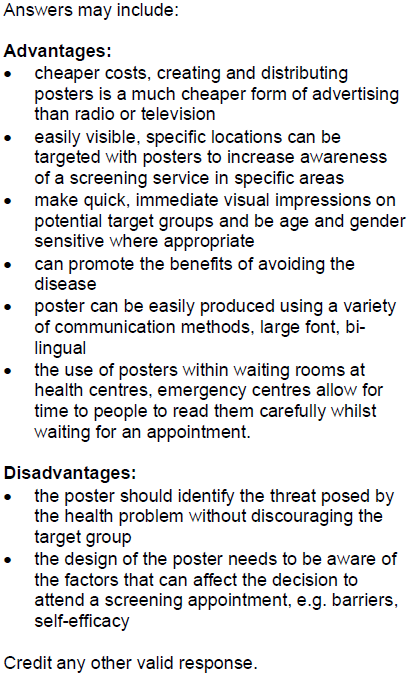 Answers may include:
Advantages:
• cheaper costs, creating and distributing
posters is a much cheaper form of advertising
than radio or television
• easily visible, specific locations can be
targeted with posters to increase awareness
of a screening service in specific areas
• make quick, immediate visual impressions on
potential target groups and be age and gender
sensitive where appropriate
• can promote the benefits of avoiding the
disease
• poster can be easily produced using a variety
of communication methods, large font, bi-
lingual
• the use of posters within waiting rooms at
health centres, emergency centres allow for
time to people to read them carefully whilst
waiting for an appointment.
Disadvantages:
• the poster should identify the threat posed by
the health problem without discouraging the
target group
• the design of the poster needs to be aware of
the factors that can affect the decision to
attend a screening appointment, e.g. barriers,
self-efficacy
Credit any other valid response.